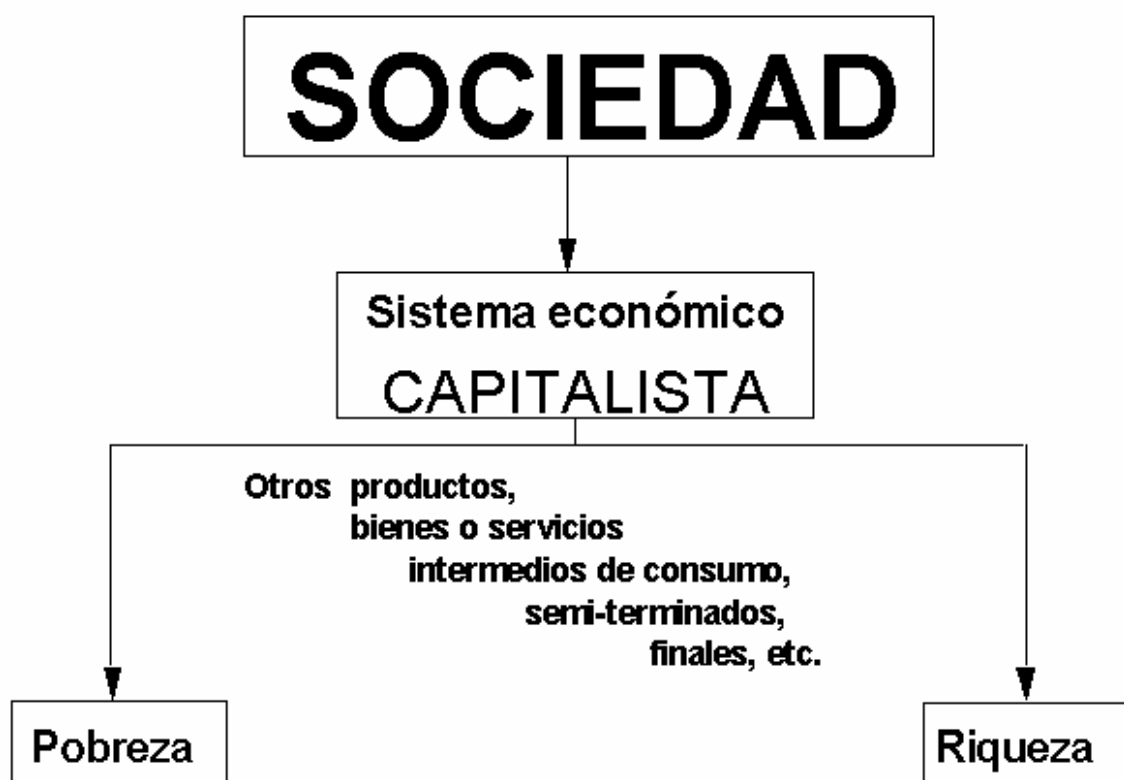 SOCIEDAD
Sistema económico
CAPITALISTA
Otros productos,
bienes o servicios
intermedios de consumo,
semi-terminados,
finales, etc.
Pobreza
Riqueza